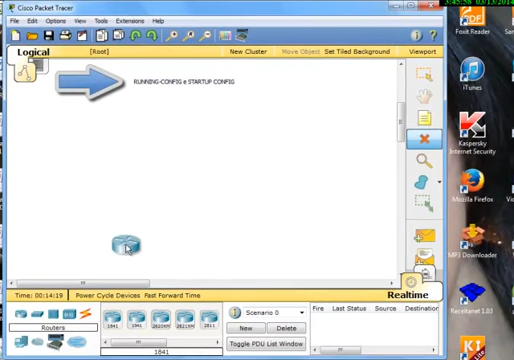 Cisco Packet Tracer
File Edit Options View Tools Extensions Help
Logical
[Root]
New Cluster
Move Object
Set Tiled Background
Viewport
RUNNING-CONFIG e STARTUP CONFIG
Time: 00:14:19
Power Cycle Devices Fast Forward Time
Realtime
Routers
1841
1941
2620XM
2621XM
2811
1841
Scenario 0
New
Delete
Toggle PDU List Window
Fire
Last Status
Source
Destination
Foxit Reader
iTunes
Kaspersky
Internet Security
Mozilla Firefox
MP3 Downloader
Receitanet 1.03